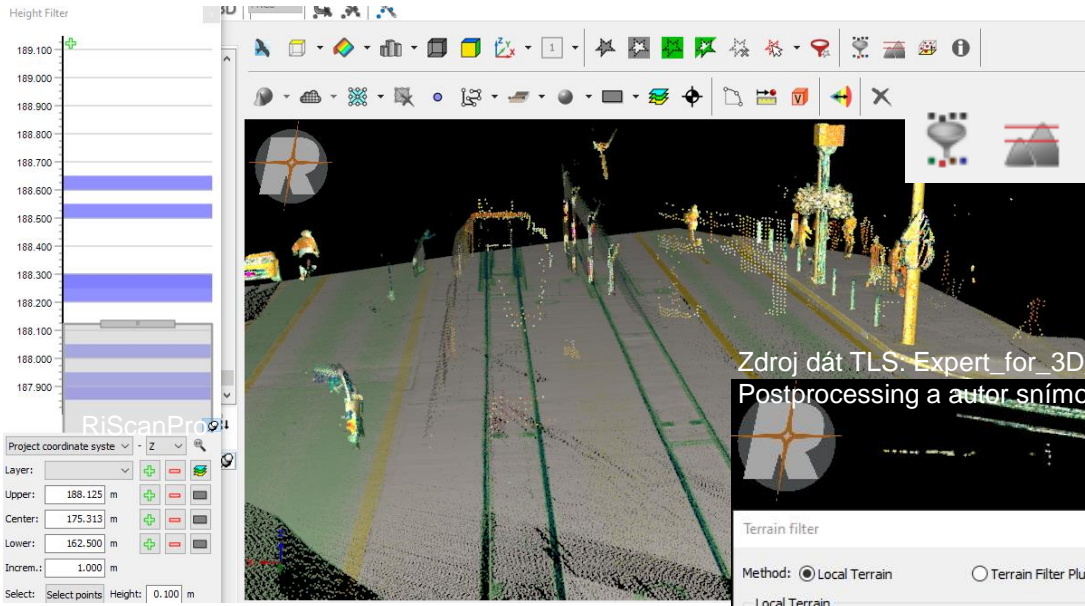 Height Filter
3D
189.100
189.000
188.900
188.800
188.700
188.600
188.500
188.400
188.300
188.200
188.100
188.000
187.900
RiScanPro
Project coordinate syste - Z
Layer:
Upper: 188.125 m
Center: 175.313 m
Lower: 162.500 m
Increm.: 1.000 m
Select: Select points Height: 0.100 m
1
V
R
Zdroj dát TLS: Expert_for_3D
Postprocessing a autor snímo
R
Terrain filter
Method: Local Terrain Terrain Filter Plu
Local Terrain